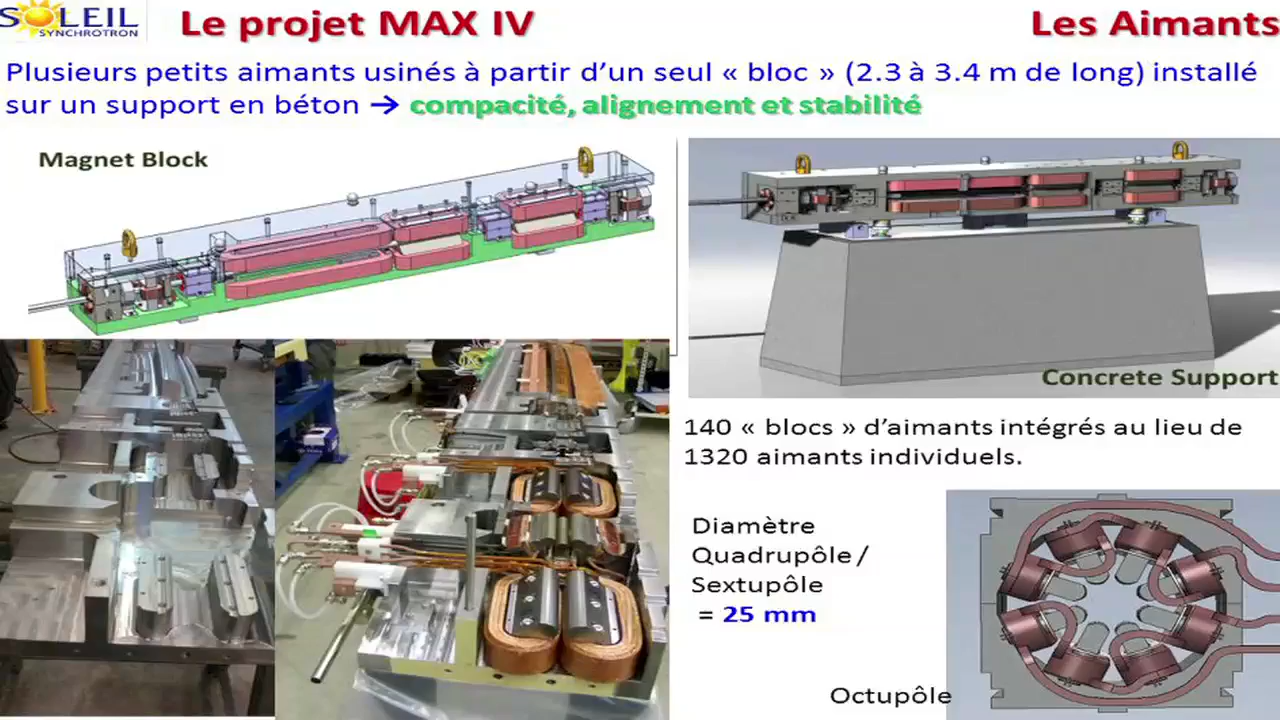 SOLEIL
SYNCHROTRON
Le projet MAX IV
Les Aimants
Plusieurs petits aimants usinés à partir d’un seul « bloc » (2.3 à 3.4 m de long) installé
sur un support en béton → compacité, alignement et stabilité
Magnet Block
Concrete Support
140 « blocs » d’aimants intégrés au lieu de
1320 aimants individuels.
Diamètre
Quadrupôle /
Sextupôle
= 25 mm
Octupôle